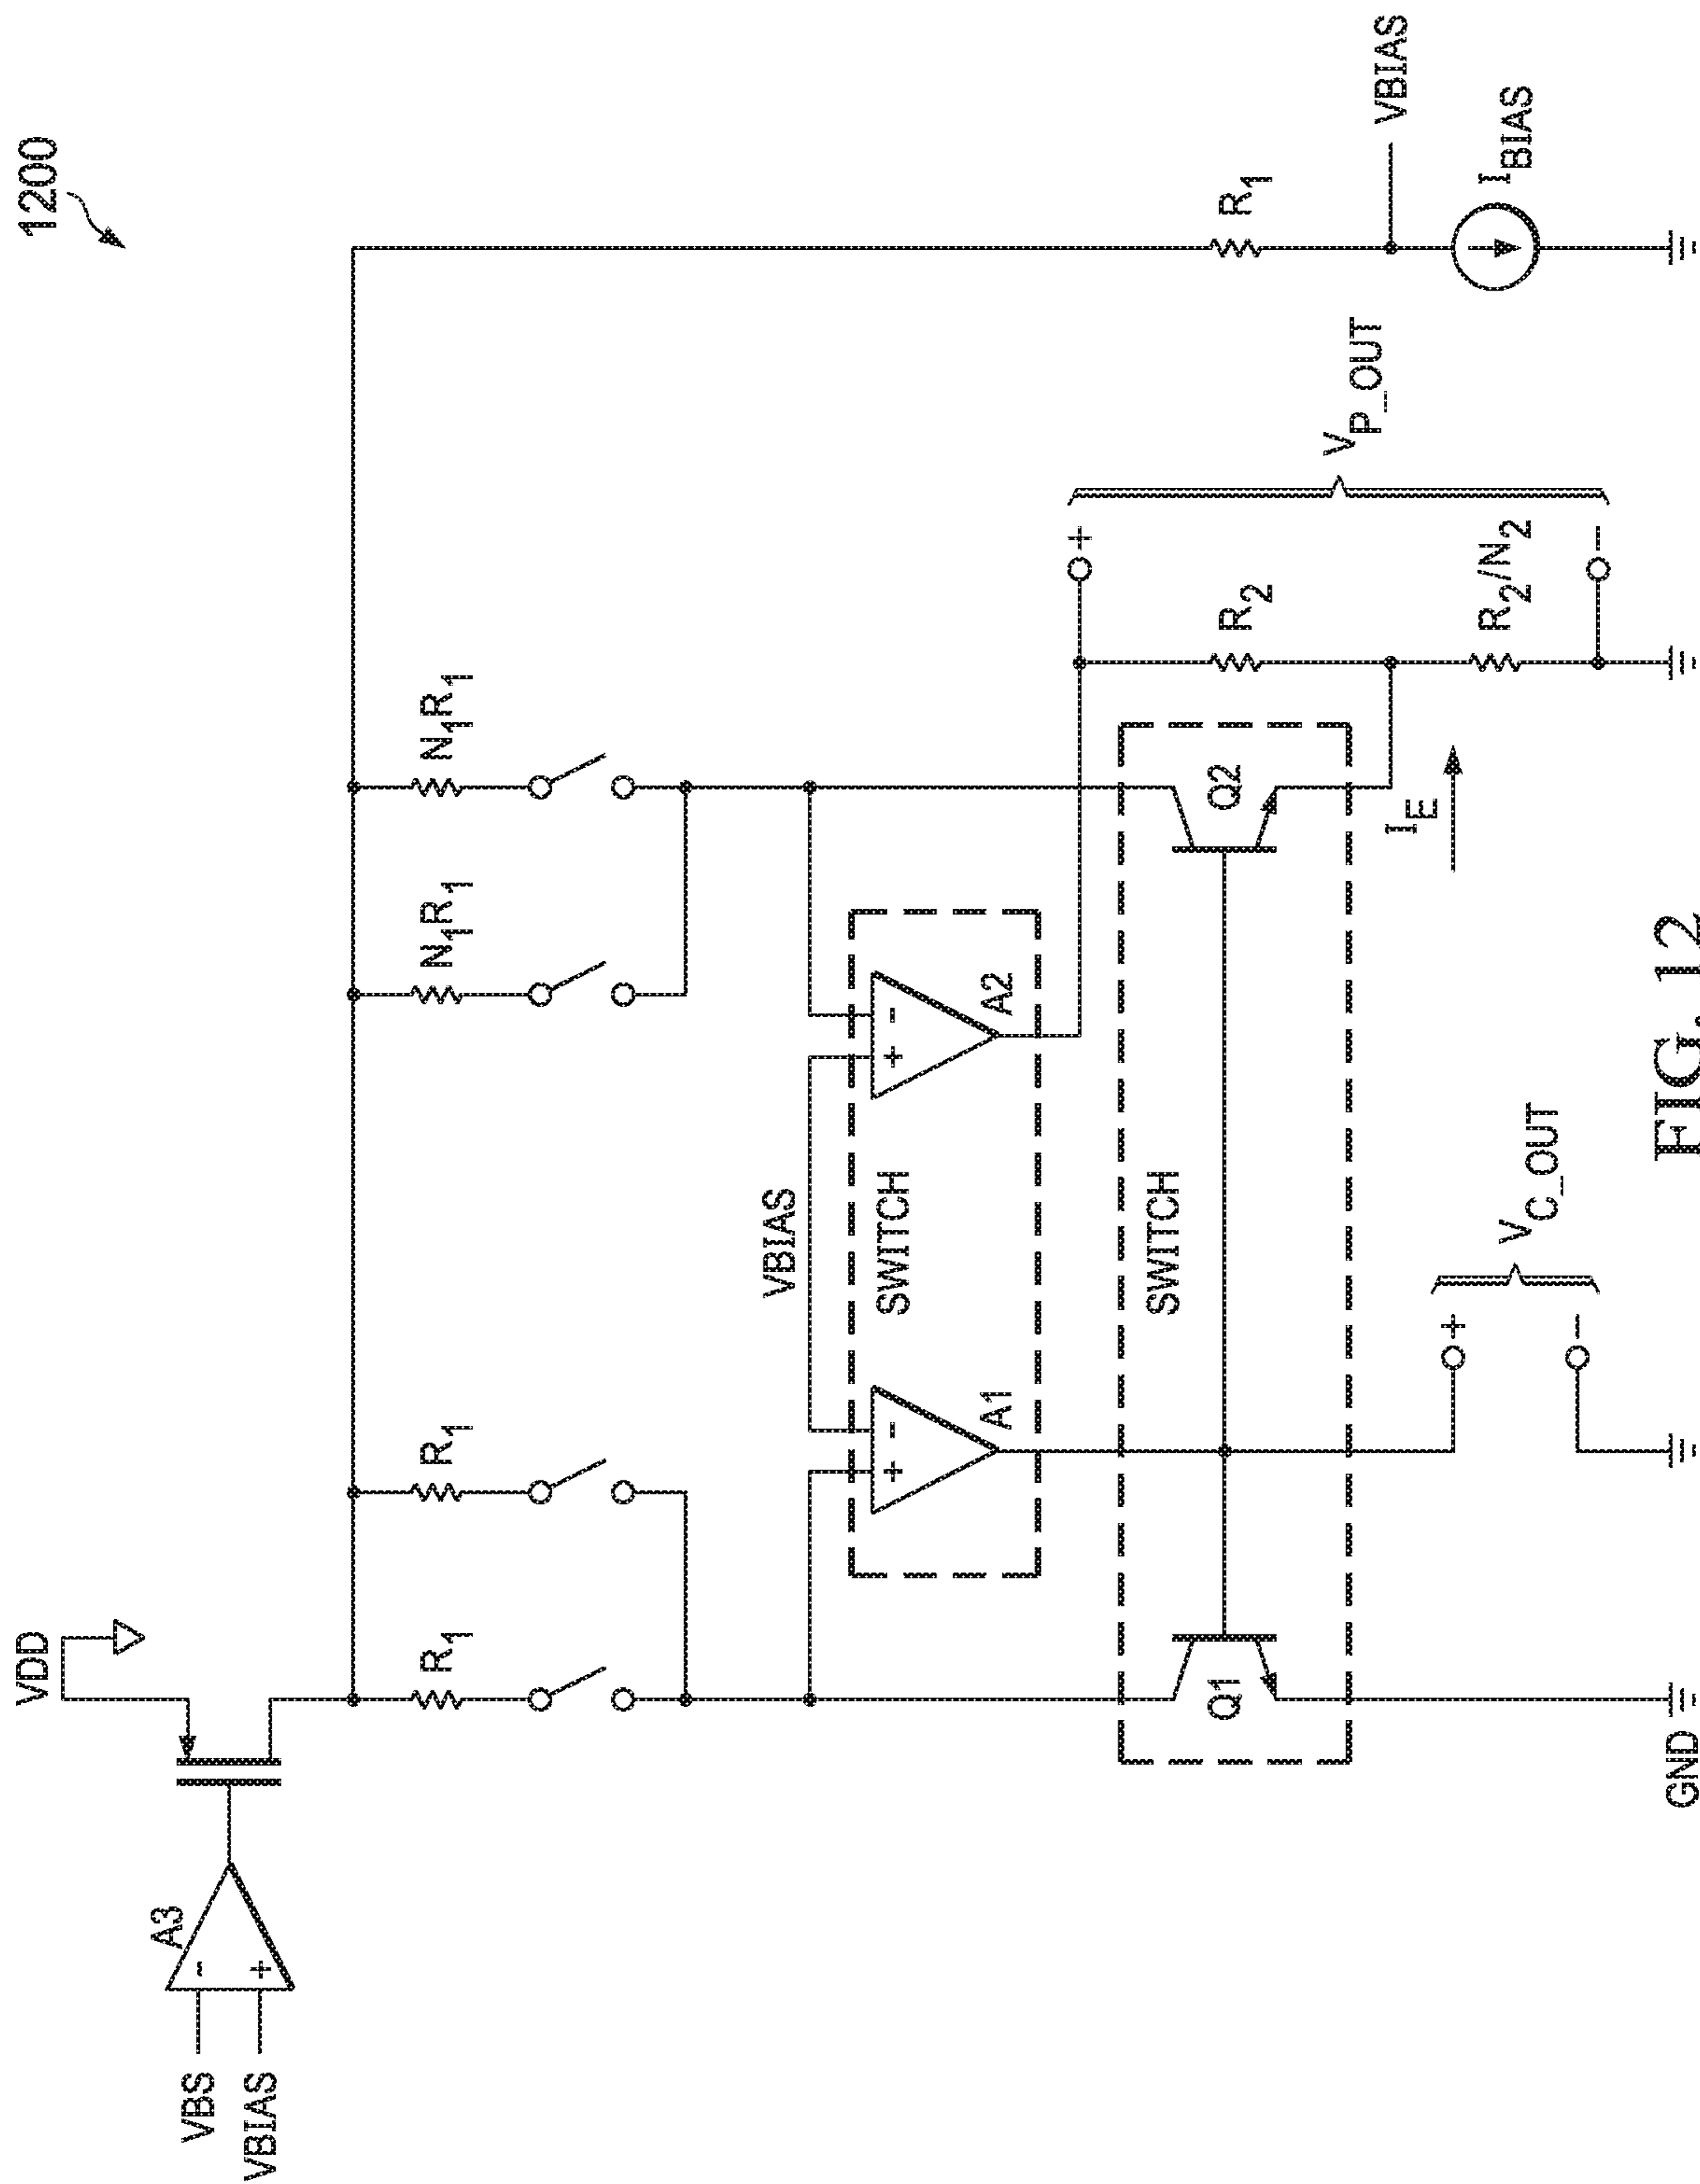 1200
VDD
A3
-
+
VBS
VBIAS
R1
R1
N1R1
N1R1
R1
VBIAS
IBIAS
VBIAS
SWITCH
+
-
A1
+
-
A2
SWITCH
Q1
Q2
IE
+
R2
R2/N2
-
VP_OUT
+
-
VC_OUT
GND
FIG. 12